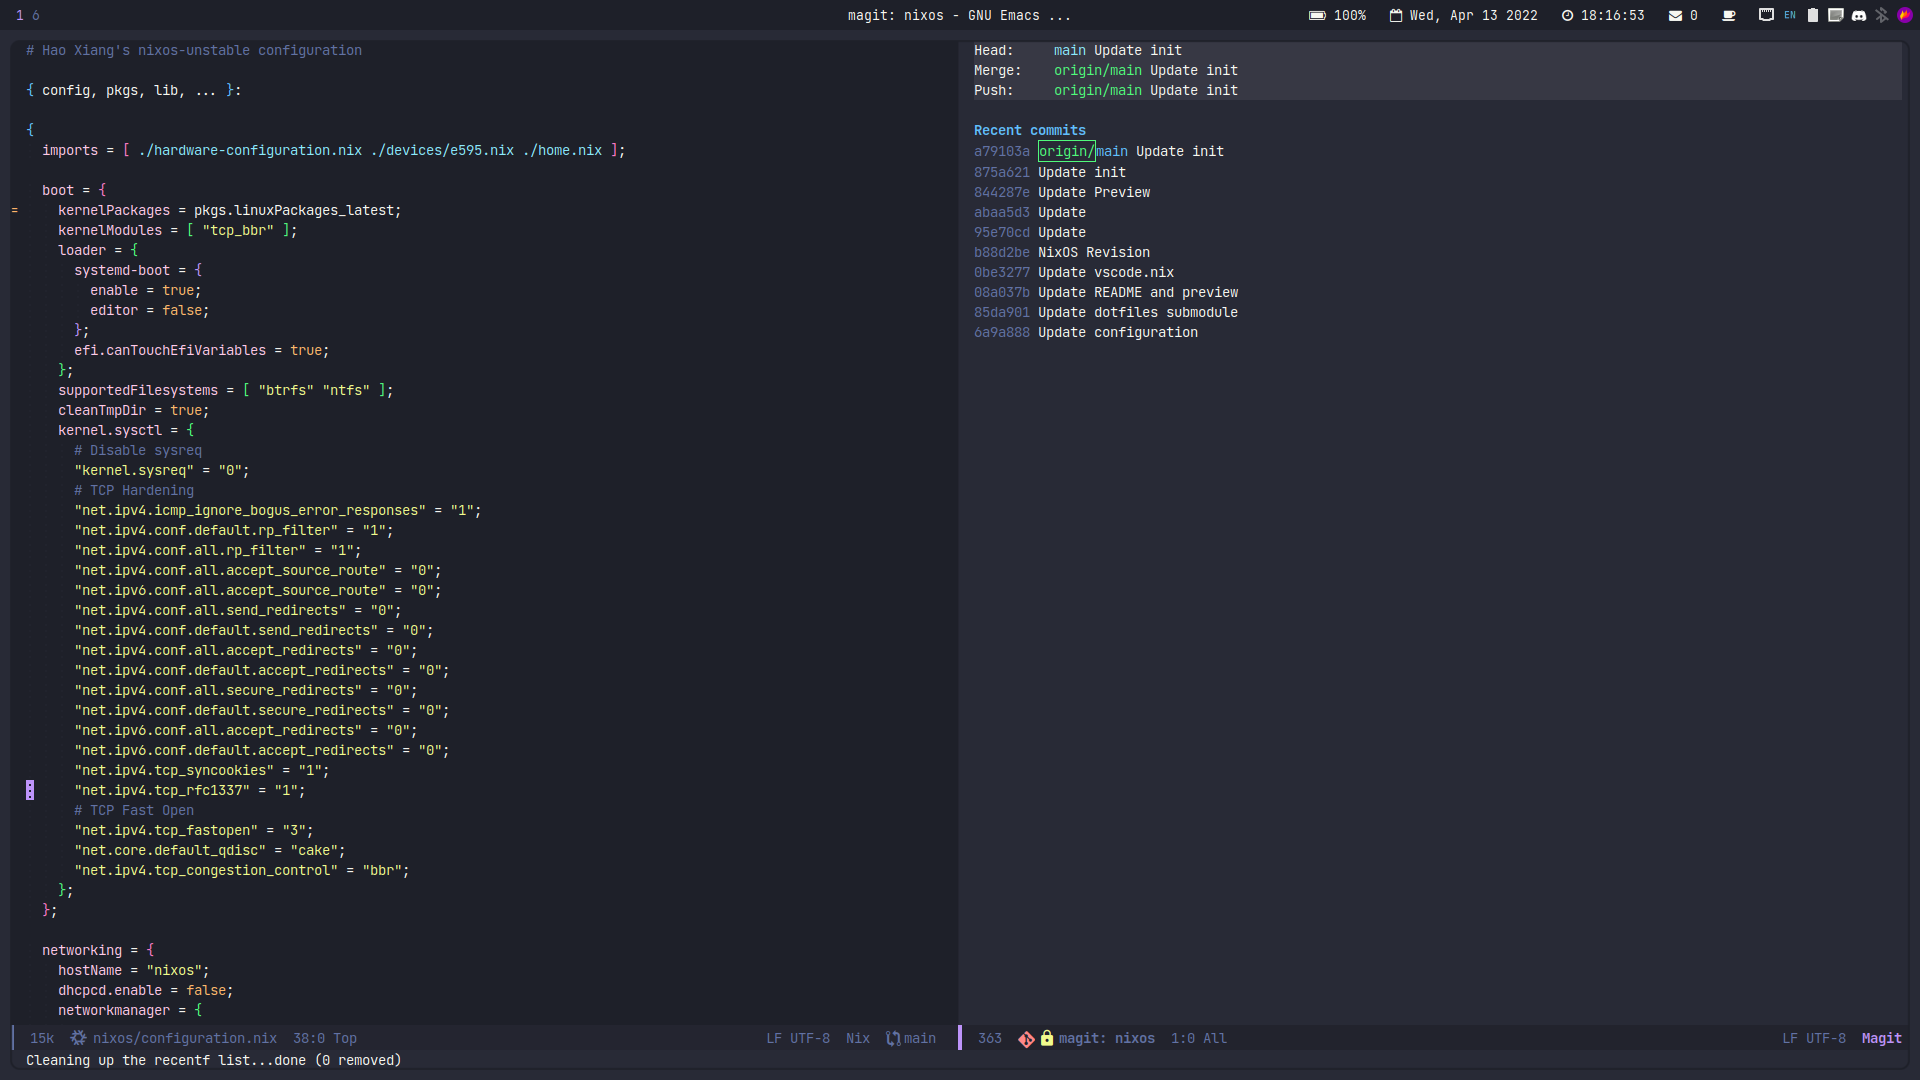 1 6
magit: nixos - GNU Emacs ...
100% Wed, Apr 13 2022 18:16:53 0 EN
# Hao Xiang's nixos-unstable configuration
{ config, pkgs, lib, ... }:
{
imports = [ ./hardware-configuration.nix ./devices/e595.nix ./home.nix ];
boot = {
= kernelPackages = pkgs.linuxPackages_latest;
kernelModules = [ "tcp_bbr" ];
loader = {
systemd-boot = {
enable = true;
editor = false;
};
efi.canTouchEfiVariables = true;
};
supportedFilesystems = [ "btrfs" "ntfs" ];
cleanTmpDir = true;
kernel.sysctl = {
# Disable sysreq
"kernel.sysreq" = "0";
# TCP Hardening
"net.ipv4.icmp_ignore_bogus_error_responses" = "1";
"net.ipv4.conf.default.rp_filter" = "1";
"net.ipv4.conf.all.rp_filter" = "1";
"net.ipv4.conf.all.accept_source_route" = "0";
"net.ipv6.conf.all.accept_source_route" = "0";
"net.ipv4.conf.all.send_redirects" = "0";
"net.ipv4.conf.default.send_redirects" = "0";
"net.ipv4.conf.all.accept_redirects" = "0";
"net.ipv4.conf.default.accept_redirects" = "0";
"net.ipv4.conf.all.secure_redirects" = "0";
"net.ipv4.conf.default.secure_redirects" = "0";
"net.ipv6.conf.all.accept_redirects" = "0";
"net.ipv6.conf.default.accept_redirects" = "0";
"net.ipv4.tcp_syncookies" = "1";
"net.ipv4.tcp_rfc1337" = "1";
# TCP Fast Open
"net.ipv4.tcp_fastopen" = "3";
"net.core.default_qdisc" = "cake";
"net.ipv4.tcp_congestion_control" = "bbr";
};
};
networking = {
hostName = "nixos";
dhcpcd.enable = false;
networkmanager = {
15k nixos/configuration.nix 38:0 Top LF UTF-8 Nix main
Cleaning up the recentf list...done (0 removed)
Head: main Update init
Merge: origin/main Update init
Push: origin/main Update init
Recent commits
a79103a origin/main Update init
875a621 Update init
844287e Update Preview
abaa5d3 Update
95e70cd Update
b88d2be NixOS Revision
0be3277 Update vscode.nix
08a037b Update README and preview
85da901 Update dotfiles submodule
6a9a888 Update configuration
363 magit: nixos 1:0 All LF UTF-8 Magit